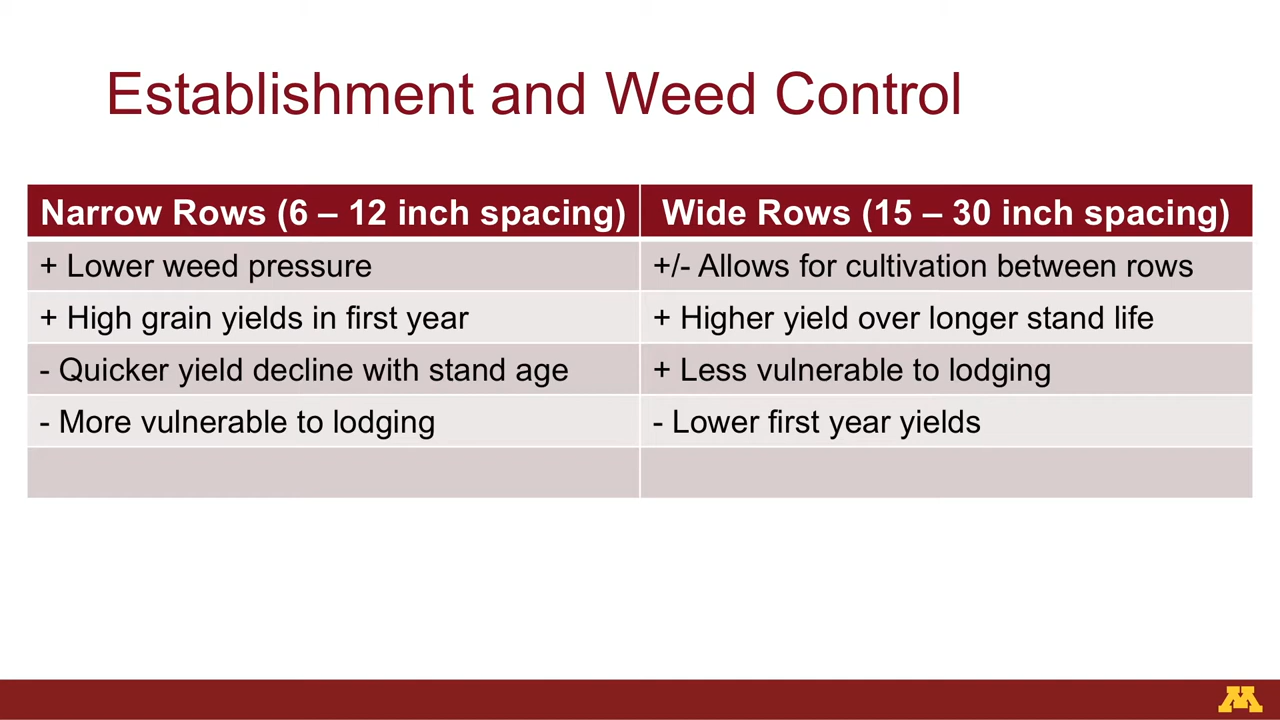 Establishment and Weed Control
Narrow Rows (6 – 12 inch spacing)
Wide Rows (15 – 30 inch spacing)
+ Lower weed pressure
+/- Allows for cultivation between rows
+ High grain yields in first year
+ Higher yield over longer stand life
- Quicker yield decline with stand age
+ Less vulnerable to lodging
- More vulnerable to lodging
- Lower first year yields
M